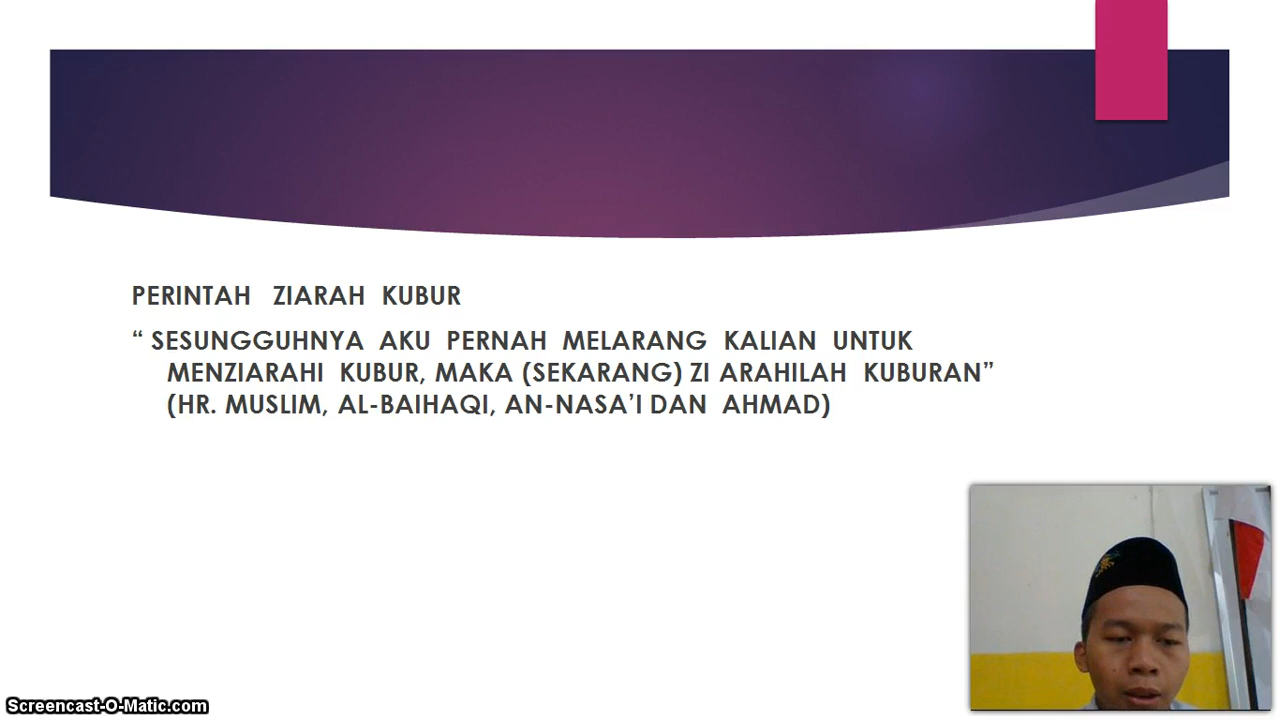 PERINTAH ZIARAH KUBUR
“ SESUNGGUHNYA AKU PERNAH MELARANG KALIAN UNTUK
MENZIARAHI KUBUR, MAKA (SEKARANG) ZI ARAHILAH KUBURAN”
(HR. MUSLIM, AL-BAIHAQI, AN-NASA’I DAN AHMAD)
Screencast-O-Matic.com